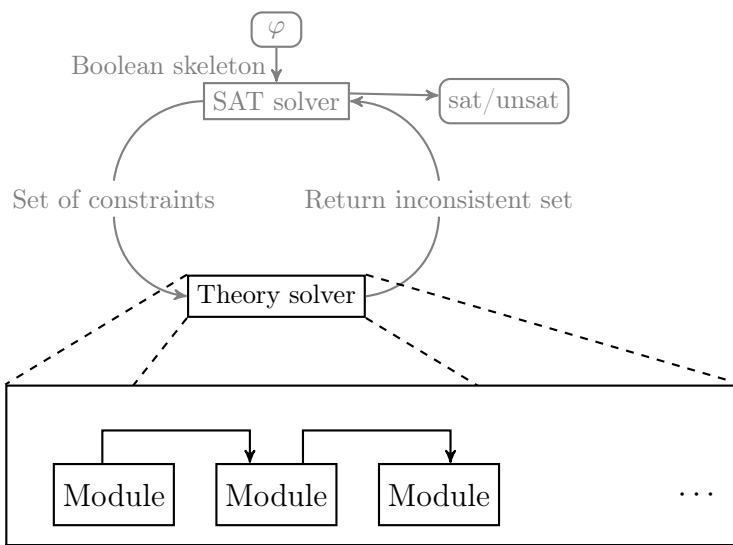 φ
Boolean skeleton
SAT solver
sat/unsat
Set of constraints
Return inconsistent set
Theory solver
Module
Module
Module
...